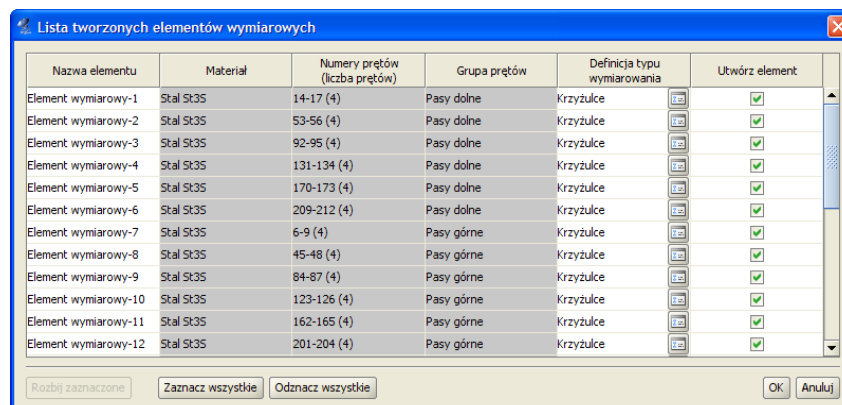 Lista tworzonych elementów wymiarowych
Nazwa elementu Materiał Numery prętów (liczba prętów) Grupa prętów Definicja typu wymiarowania Utwórz element
Element wymiarowy-1 Stal St3S 14-17 (4) Pasy dolne Krzyżulce
Element wymiarowy-2 Stal St3S 53-56 (4) Pasy dolne Krzyżulce
Element wymiarowy-3 Stal St3S 92-95 (4) Pasy dolne Krzyżulce
Element wymiarowy-4 Stal St3S 131-134 (4) Pasy dolne Krzyżulce
Element wymiarowy-5 Stal St3S 170-173 (4) Pasy dolne Krzyżulce
Element wymiarowy-6 Stal St3S 209-212 (4) Pasy dolne Krzyżulce
Element wymiarowy-7 Stal St3S 6-9 (4) Pasy górne Krzyżulce
Element wymiarowy-8 Stal St3S 45-48 (4) Pasy górne Krzyżulce
Element wymiarowy-9 Stal St3S 84-87 (4) Pasy górne Krzyżulce
Element wymiarowy-10 Stal St3S 123-126 (4) Pasy górne Krzyżulce
Element wymiarowy-11 Stal St3S 162-165 (4) Pasy górne Krzyżulce
Element wymiarowy-12 Stal St3S 201-204 (4) Pasy górne Krzyżulce
Rozbij zaznaczone Zaznacz wszystkie Odznacz wszystkie OK Anuluj